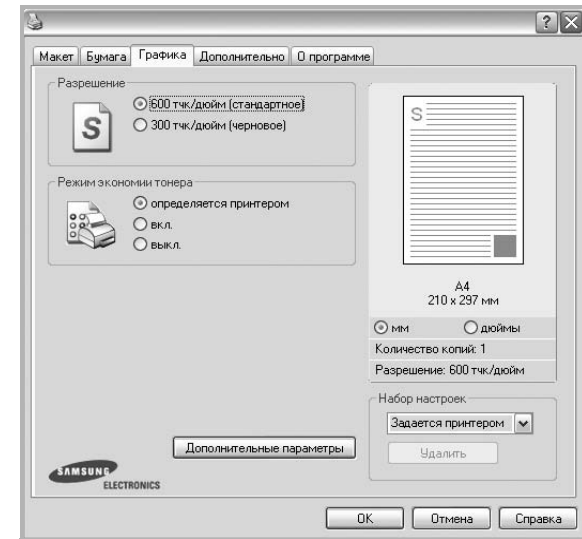 Макет Бумага Графика Дополнительно О программе
Разрешение
600 тчк/дюйм (стандартное)
300 тчк/дюйм (черновое)
S
Режим экономии тонера
определяется принтером
вкл.
выкл.
S
A4
210 x 297 мм
мм дюймы
Количество копий: 1
Разрешение: 600 тчк/дюйм
Набор настроек
Задается принтером
Удалить
Дополнительные параметры
SAMSUNG
ELECTRONICS
OK Отмена Справка